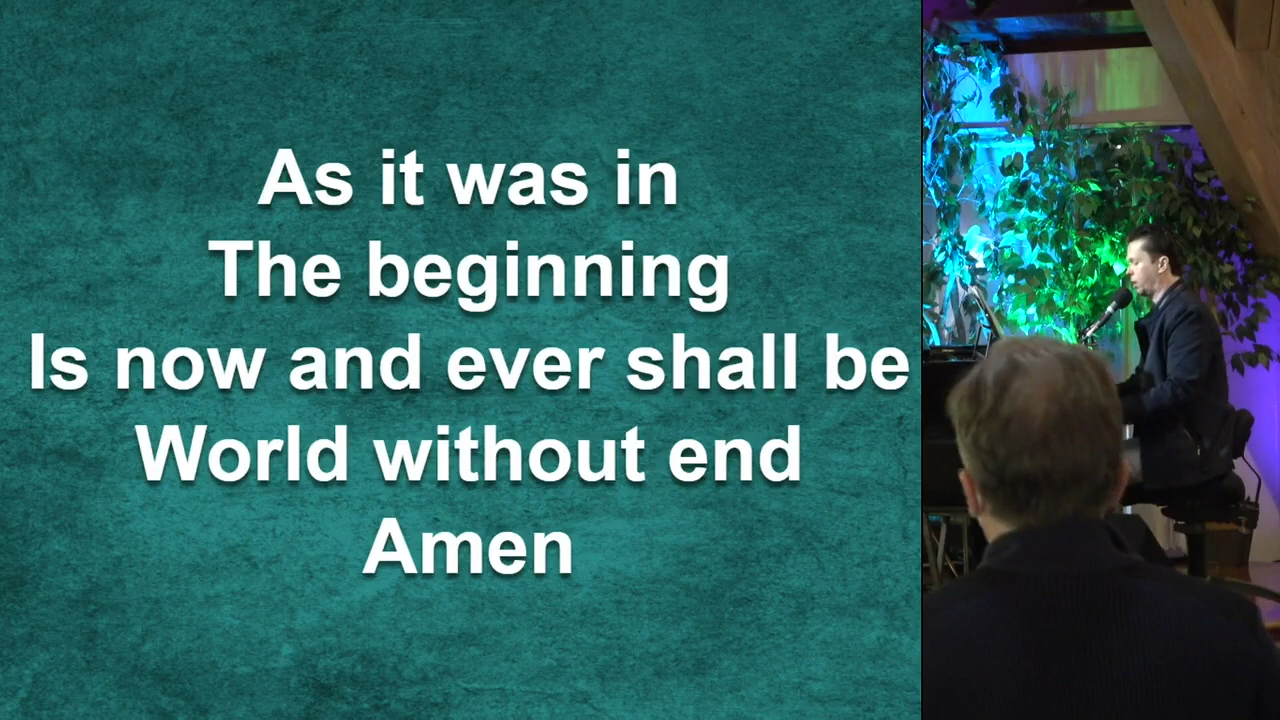 As it was in
The beginning
Is now and ever shall be
World without end
Amen